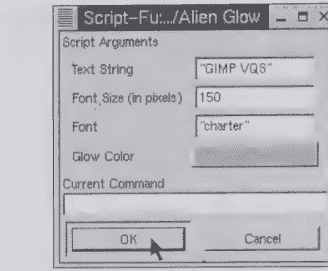 Script-Fu:.../Alien Glow
Script Arguments
Text String "GIMP VQS"
Font Size (in pixels) 150
Font "charter"
Glow Color
Current Command
OK Cancel